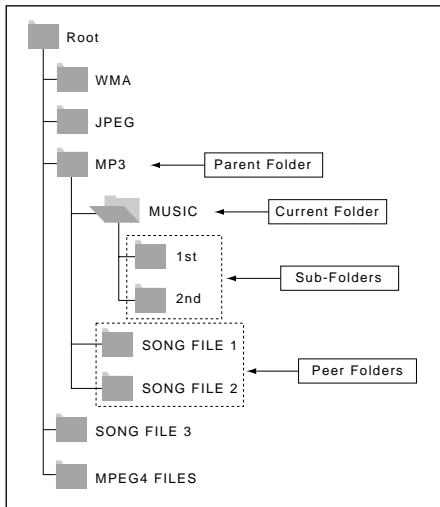 Root
WMA
JPEG
MP3
Parent Folder
MUSIC
Current Folder
1st
Sub-Folders
2nd
SONG FILE 1
Peer Folders
SONG FILE 2
SONG FILE 3
MPEG4 FILES